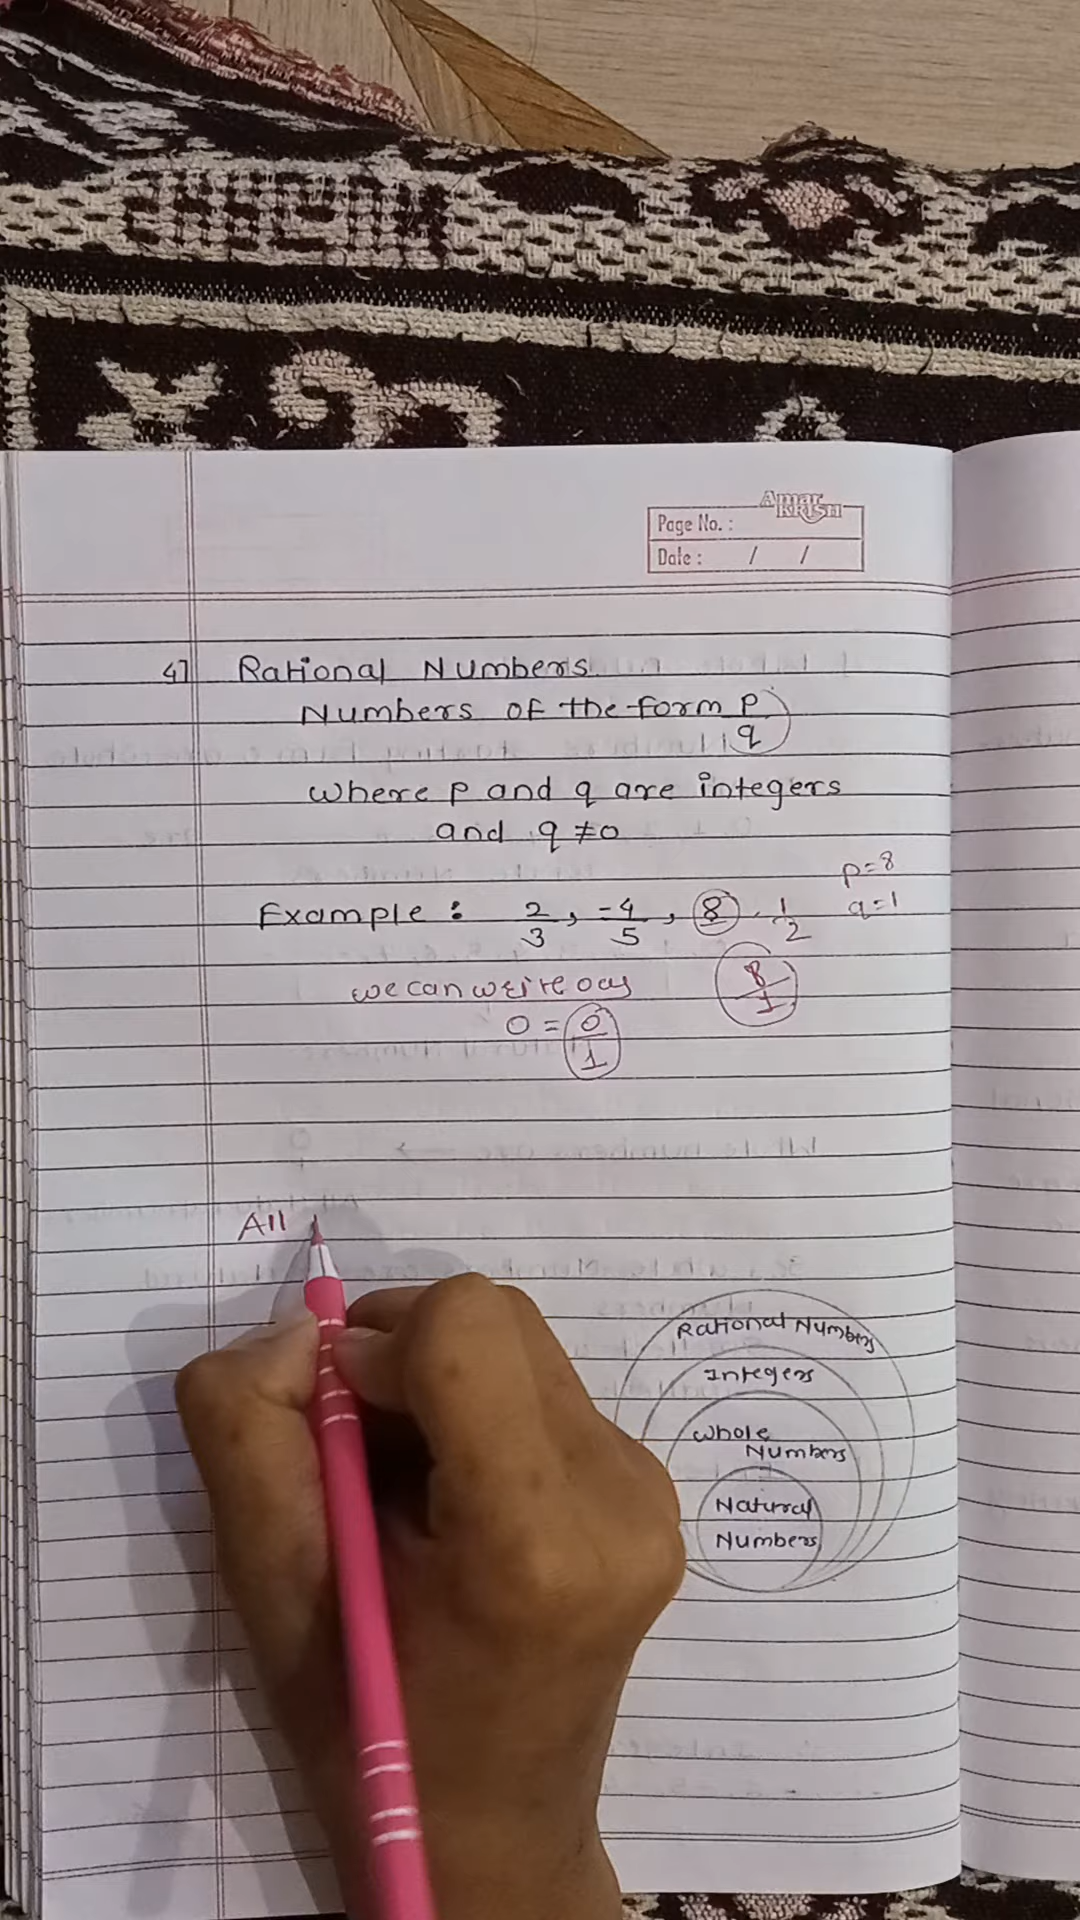 Amar
KRISH
Page No. :
Date : / /
4] Rational Numbers
Numbers of the form p
q
where p and q are integers
and q ≠ 0
p=8
q=1
Example : 2/3, -4/5, 8, 1/2
we can write 0 as
8/1
0 = 0/1
All
Rational Numbers
Integers
Whole
Numbers
Natural
Numbers